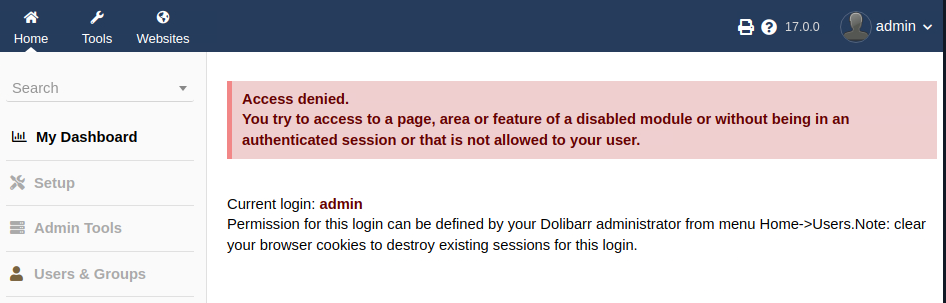 Home Tools Websites 17.0.0 admin
Search
My Dashboard
Setup
Admin Tools
Users & Groups
Access denied.
You try to access to a page, area or feature of a disabled module or without being in an
authenticated session or that is not allowed to your user.
Current login: admin
Permission for this login can be defined by your Dolibarr administrator from menu Home->Users.Note: clear
your browser cookies to destroy existing sessions for this login.